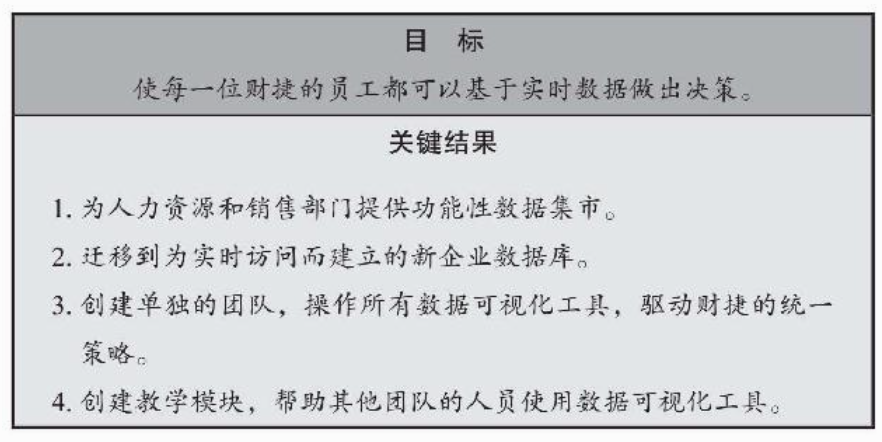 目 标
使每一位财捷的员工都可以基于实时数据做出决策。
关键结果
1. 为人力资源和销售部门提供功能性数据集市。
2. 迁移到为实时访问而建立的新企业数据库。
3. 创建单独的团队，操作所有数据可视化工具，驱动财捷的统一
策略。
4. 创建教学模块，帮助其他团队的人员使用数据可视化工具。